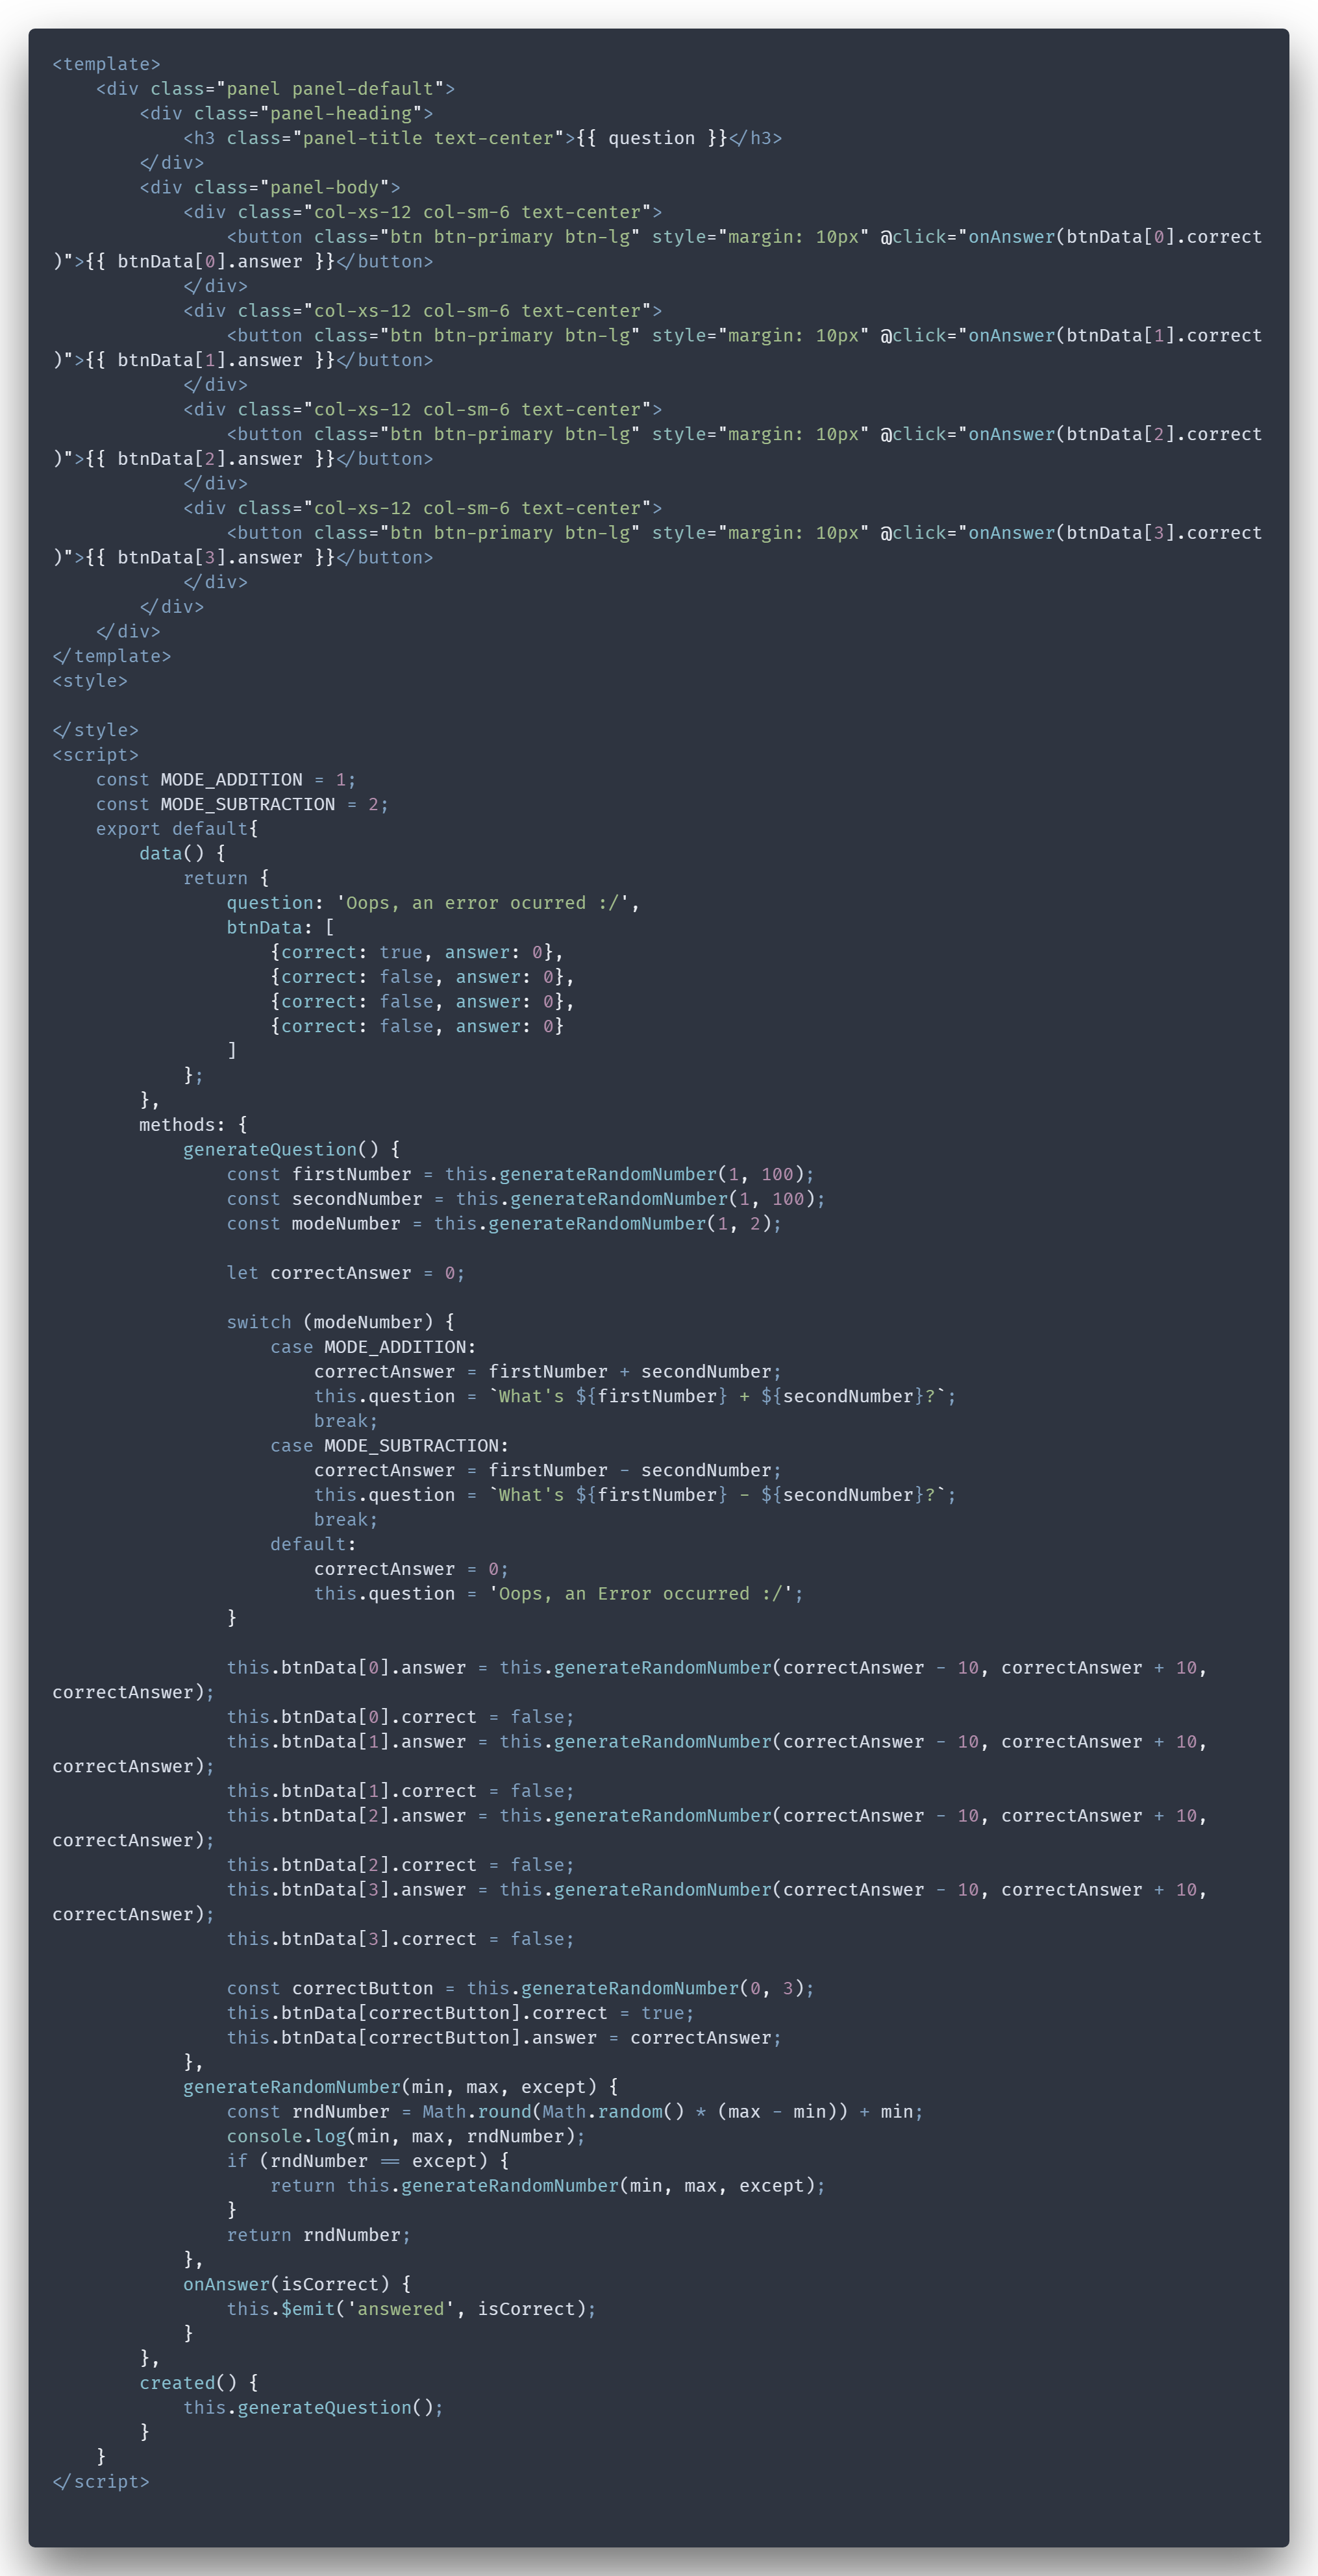 <template>
    <div class="panel panel-default">
        <div class="panel-heading">
            <h3 class="panel-title text-center">{{ question }}</h3>
        </div>
        <div class="panel-body">
            <div class="col-xs-12 col-sm-6 text-center">
                <button class="btn btn-primary btn-lg" style="margin: 10px" @click="onAnswer(btnData[0].correct
)">{{ btnData[0].answer }}</button>
            </div>
            <div class="col-xs-12 col-sm-6 text-center">
                <button class="btn btn-primary btn-lg" style="margin: 10px" @click="onAnswer(btnData[1].correct
)">{{ btnData[1].answer }}</button>
            </div>
            <div class="col-xs-12 col-sm-6 text-center">
                <button class="btn btn-primary btn-lg" style="margin: 10px" @click="onAnswer(btnData[2].correct
)">{{ btnData[2].answer }}</button>
            </div>
            <div class="col-xs-12 col-sm-6 text-center">
                <button class="btn btn-primary btn-lg" style="margin: 10px" @click="onAnswer(btnData[3].correct
)">{{ btnData[3].answer }}</button>
            </div>
        </div>
    </div>
</template>
<style>

</style>
<script>
    const MODE_ADDITION = 1;
    const MODE_SUBTRACTION = 2;
    export default{
        data() {
            return {
                question: 'Oops, an error ocurred :/',
                btnData: [
                    {correct: true, answer: 0},
                    {correct: false, answer: 0},
                    {correct: false, answer: 0},
                    {correct: false, answer: 0}
                ]
            };
        },
        methods: {
            generateQuestion() {
                const firstNumber = this.generateRandomNumber(1, 100);
                const secondNumber = this.generateRandomNumber(1, 100);
                const modeNumber = this.generateRandomNumber(1, 2);

                let correctAnswer = 0;

                switch (modeNumber) {
                    case MODE_ADDITION:
                        correctAnswer = firstNumber + secondNumber;
                        this.question = `What's ${firstNumber} + ${secondNumber}?`;
                        break;
                    case MODE_SUBTRACTION:
                        correctAnswer = firstNumber - secondNumber;
                        this.question = `What's ${firstNumber} - ${secondNumber}?`;
                        break;
                    default:
                        correctAnswer = 0;
                        this.question = 'Oops, an Error occurred :/';
                }

                this.btnData[0].answer = this.generateRandomNumber(correctAnswer - 10, correctAnswer + 10,
correctAnswer);
                this.btnData[0].correct = false;
                this.btnData[1].answer = this.generateRandomNumber(correctAnswer - 10, correctAnswer + 10,
correctAnswer);
                this.btnData[1].correct = false;
                this.btnData[2].answer = this.generateRandomNumber(correctAnswer - 10, correctAnswer + 10,
correctAnswer);
                this.btnData[2].correct = false;
                this.btnData[3].answer = this.generateRandomNumber(correctAnswer - 10, correctAnswer + 10,
correctAnswer);
                this.btnData[3].correct = false;

                const correctButton = this.generateRandomNumber(0, 3);
                this.btnData[correctButton].correct = true;
                this.btnData[correctButton].answer = correctAnswer;
            },
            generateRandomNumber(min, max, except) {
                const rndNumber = Math.round(Math.random() * (max - min)) + min;
                console.log(min, max, rndNumber);
                if (rndNumber == except) {
                    return this.generateRandomNumber(min, max, except);
                }
                return rndNumber;
            },
            onAnswer(isCorrect) {
                this.$emit('answered', isCorrect);
            }
        },
        created() {
            this.generateQuestion();
        }
    }
</script>